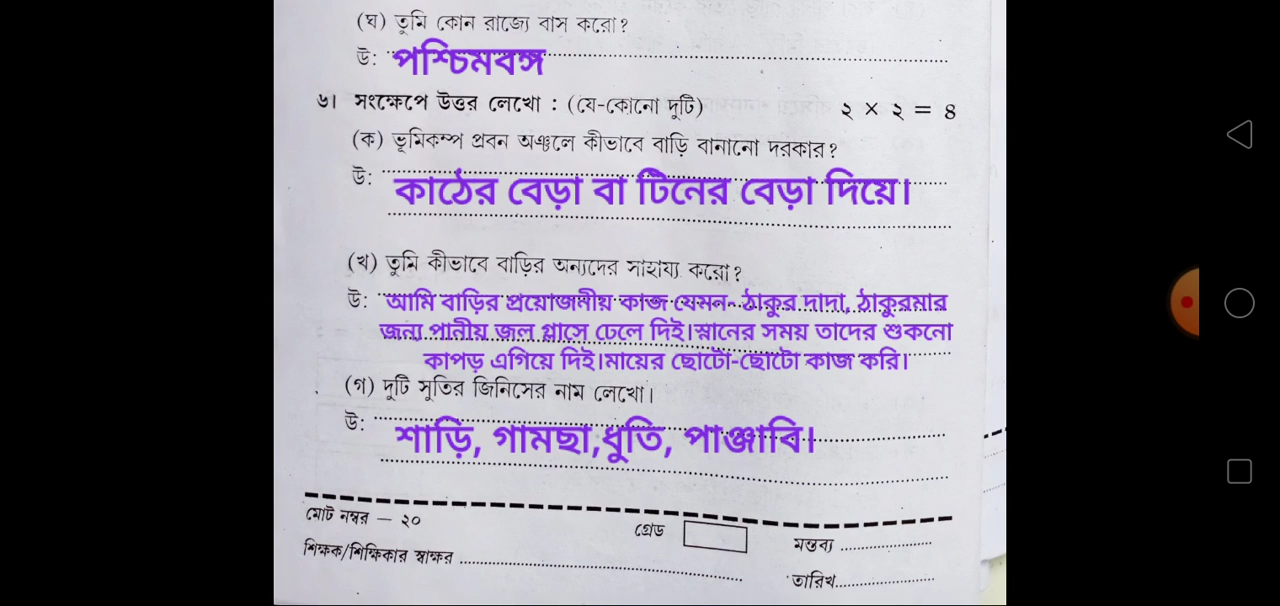 (ঘ) তুমি কোন রাজ্যে বাস করো?
উ: পশ্চিমবঙ্গ
৬। সংক্ষেপে উত্তর লেখো : (যে-কোনো দুটি) ২ × ২ = ৪
(ক) ভূমিকম্প প্রবন অঞ্চলে কীভাবে বাড়ি বানানো দরকার?
উ: কাঠের বেড়া বা টিনের বেড়া দিয়ে।
(খ) তুমি কীভাবে বাড়ির অন্যদের সাহায্য করো?
উ: আমি বাড়ির প্রয়োজনীয় কাজ যেমন- ঠাকুর দাদা, ঠাকুরমার
জন্য পানীয় জল গ্লাসে ঢেলে দিই।স্নানের সময় তাদের শুকনো
কাপড় এগিয়ে দিই।মায়ের ছোটো-ছোটো কাজ করি।
(গ) দুটি সুতির জিনিসের নাম লেখো।
উ: শাড়ি, গামছা,ধুতি, পাঞ্জাবি।
মোট নম্বর — ২০ গ্রেড মন্তব্য
শিক্ষক/শিক্ষিকার স্বাক্ষর তারিখ